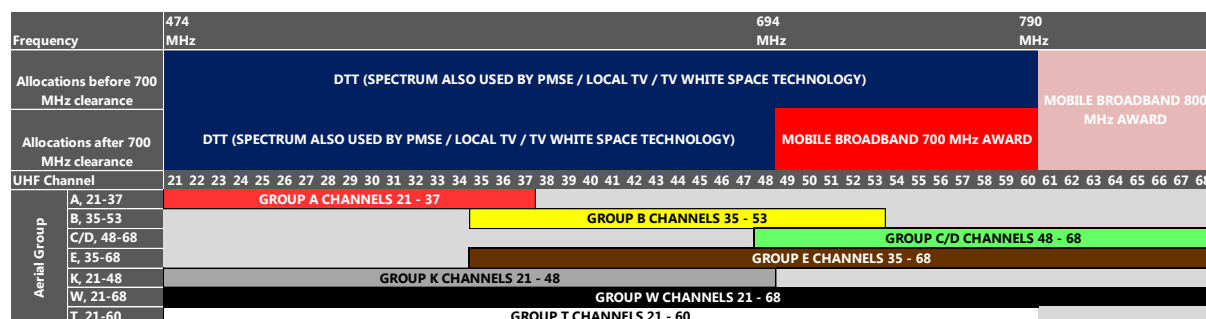 474
694
790
Frequency
MHz
MHz
MHz
Allocations before 700
MHz clearance
DTT (SPECTRUM ALSO USED BY PMSE / LOCAL TV / TV WHITE SPACE TECHNOLOGY)
MOBILE BROADBAND 800
MHz AWARD
Allocations after 700
MHz clearance
DTT (SPECTRUM ALSO USED BY PMSE / LOCAL TV / TV WHITE SPACE TECHNOLOGY)
MOBILE BROADBAND 700 MHz AWARD
UHF Channel 21 22 23 24 25 26 27 28 29 30 31 32 33 34 35 36 37 38 39 40 41 42 43 44 45 46 47 48 49 50 51 52 53 54 55 56 57 58 59 60 61 62 63 64 65 66 67 68
Aerial Group
A, 21-37 GROUP A CHANNELS 21 - 37
B, 35-53 GROUP B CHANNELS 35 - 53
C/D, 48-68 GROUP C/D CHANNELS 48 - 68
E, 35-68 GROUP E CHANNELS 35 - 68
K, 21-48 GROUP K CHANNELS 21 - 48
W, 21-68 GROUP W CHANNELS 21 - 68
T, 21-60 GROUP T CHANNELS 21 - 60